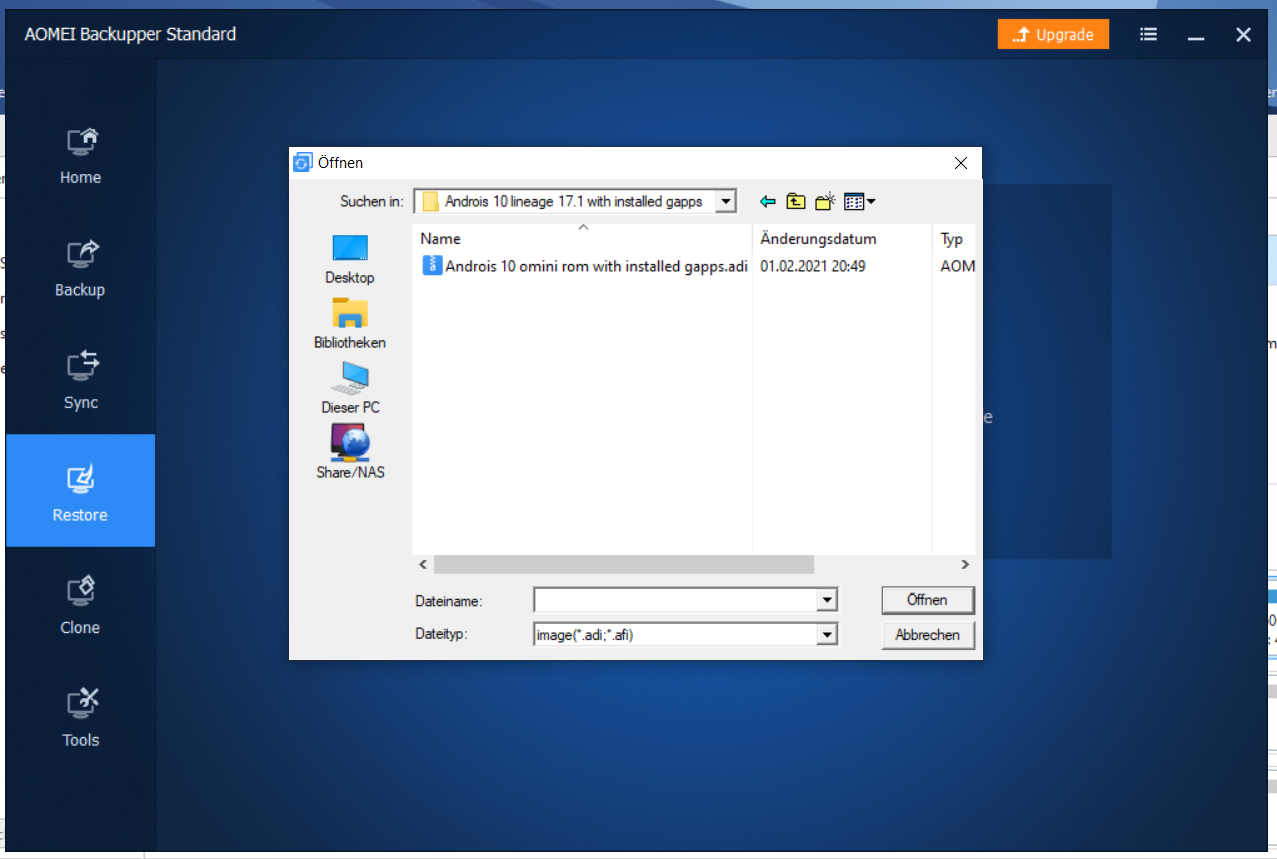 AOMEI Backupper Standard
Upgrade
Home
Backup
Sync
Restore
Clone
Tools
Öffnen
Suchen in:
Androis 10 lineage 17.1 with installed gapps
Desktop
Bibliotheken
Dieser PC
Share/NAS
Name
Änderungsdatum
Typ
Androis 10 omini rom with installed gapps.adi
01.02.2021 20:49
AOM
Dateiname:
Öffnen
Dateityp:
image(*.adi;*.afi)
Abbrechen